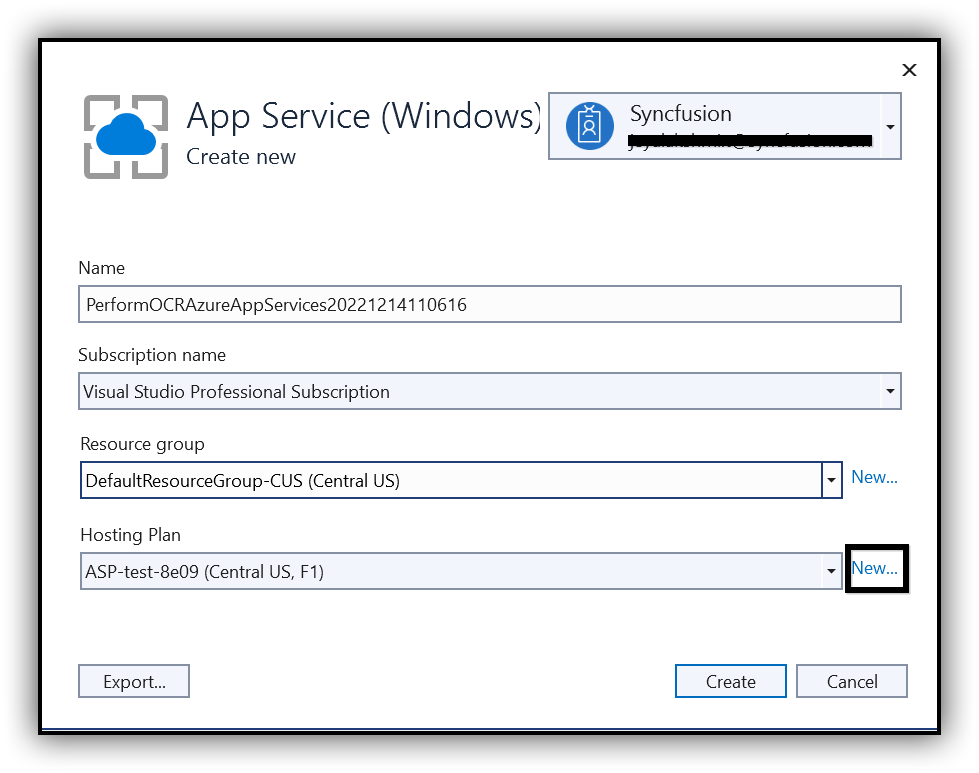 App Service (Windows)
Create new
Syncfusion
Name
PerformOCRAzureAppServices20221214110616
Subscription name
Visual Studio Professional Subscription
Resource group
DefaultResourceGroup-CUS (Central US)
New...
Hosting Plan
ASP-test-8e09 (Central US, F1)
New...
Export...
Create
Cancel